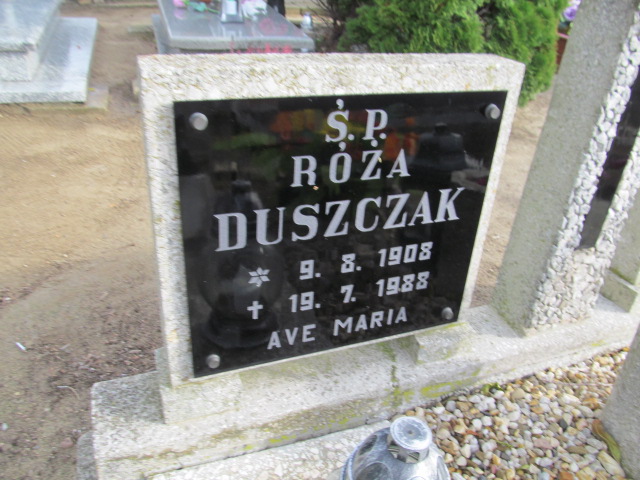 Ṡ.P.
RÓŻA
DUSZCZAK
9. 8. 1908
19. 7. 1988
AVE MARIA